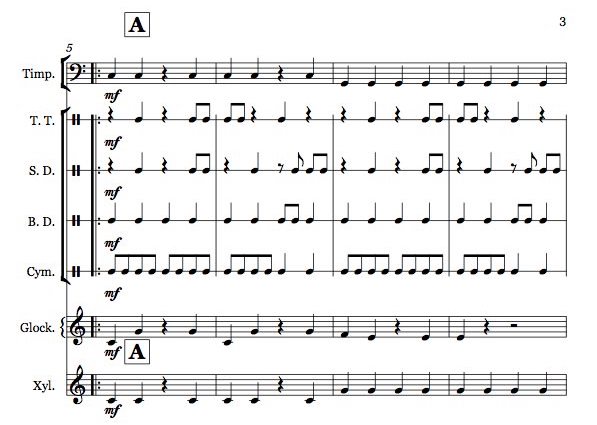 A
3
5
Timp.
mf
T. T.
mf
S. D.
mf
B. D.
mf
Cym.
mf
Glock.
mf
A
Xyl.
mf